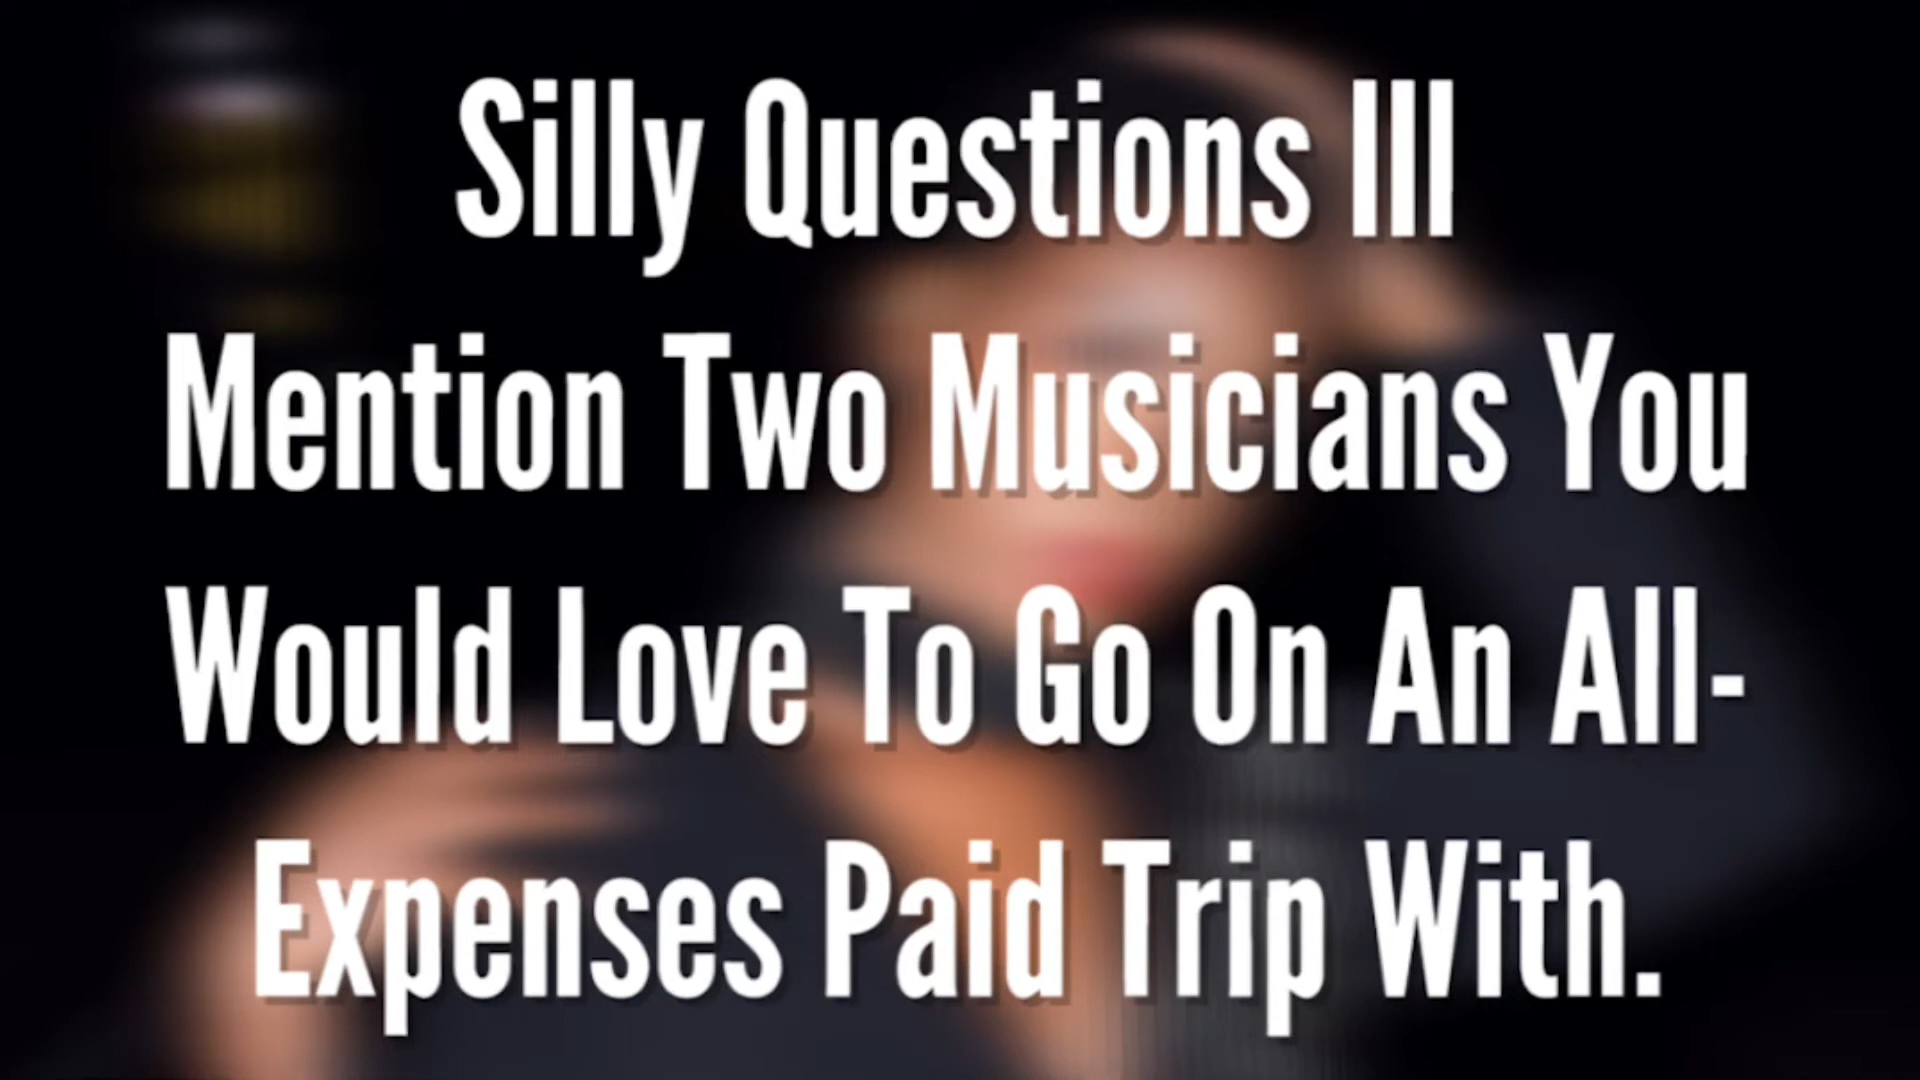 Silly Questions III
Mention Two Musicians You
Would Love To Go On An All-
Expenses Paid Trip With.